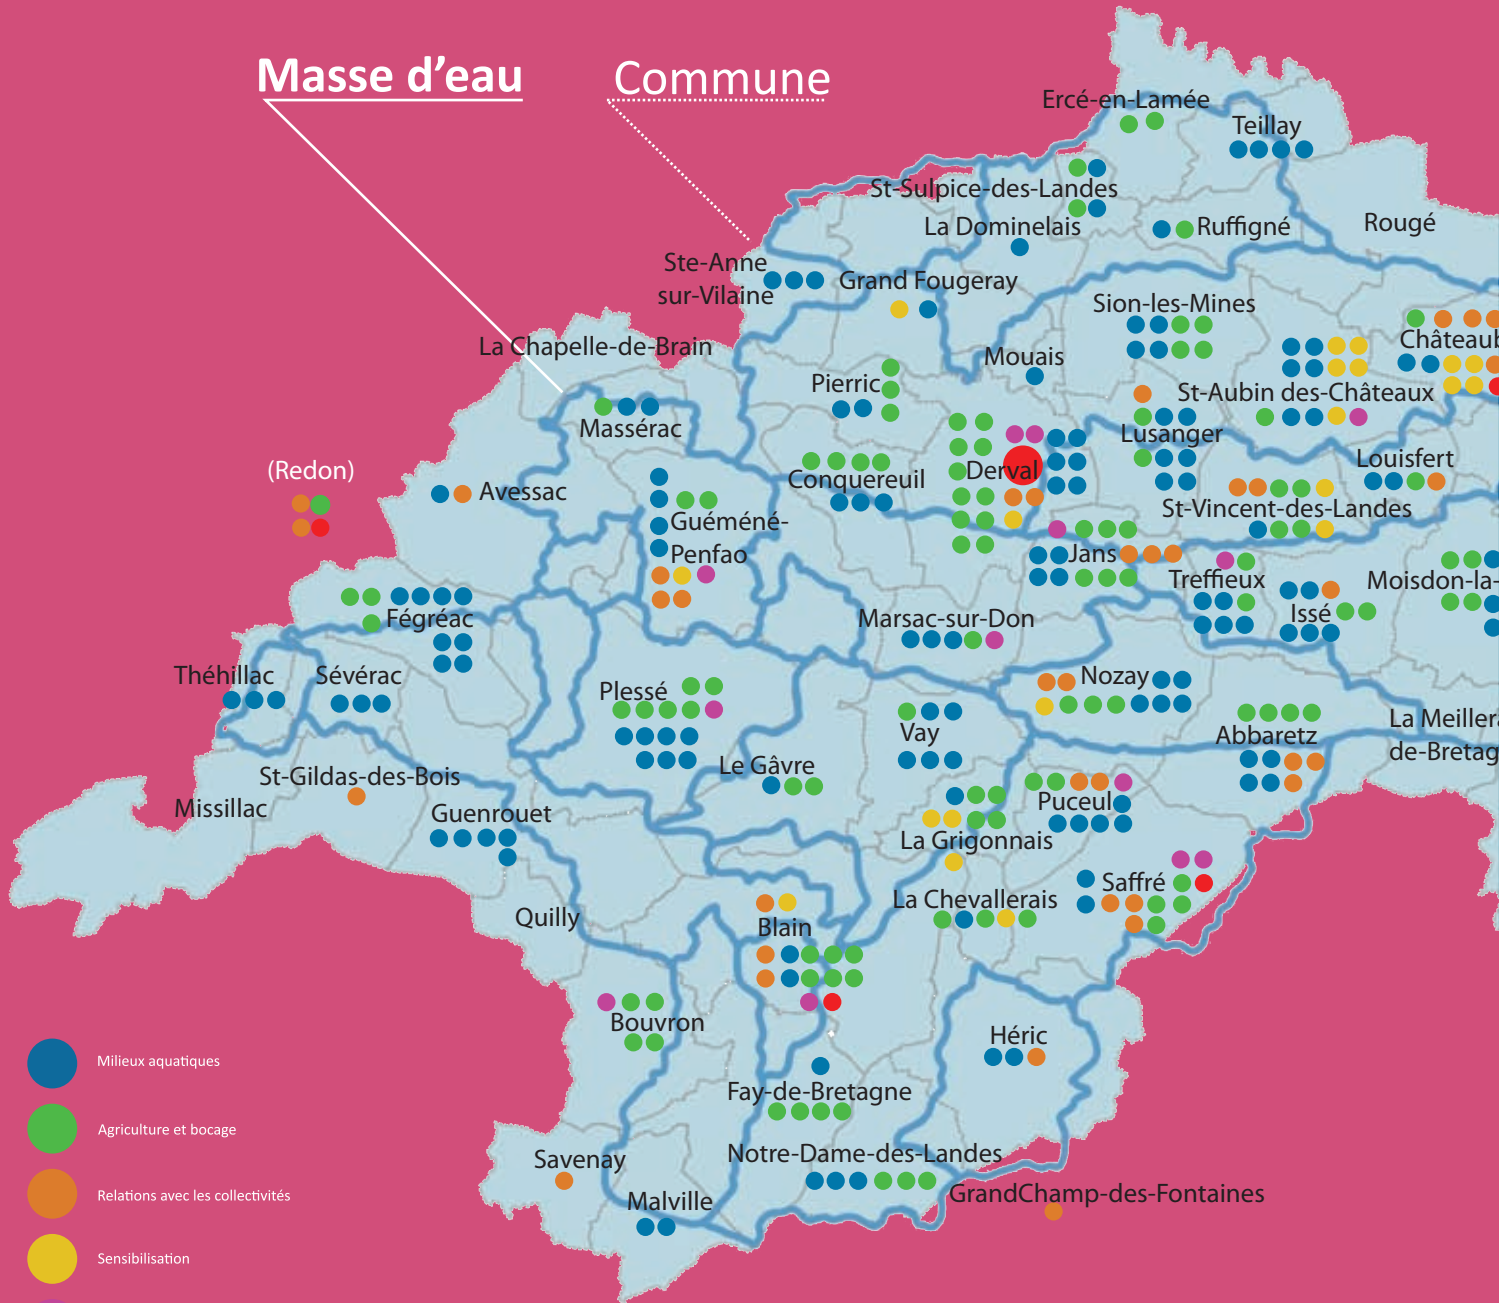 Masse d'eau
Commune
Ercé-en-Lamée
Teillay
St-Sulpice-des-Landes
La Dominelais
Ruffigné
Rougé
Ste-Anne
sur-Vilaine
Grand Fougeray
Sion-les-Mines
La Chapelle-de-Brain
Mouais
Châteaub
Pierric
St-Aubin des-Châteaux
Massérac
Lusanger
(Redon)
Derval
Louisfert
Conquereuil
Avessac
St-Vincent-des-Landes
Guéméné-
Penfao
Jans
Treffieux
Moisdon-la-
Issé
Fégréac
Marsac-sur-Don
Théhillac
Sévérac
Nozay
Plessé
La Meillera
de-Bretag
Vay
Abbaretz
Le Gâvre
St-Gildas-des-Bois
Missillac
Guenrouet
Puceul
La Grigonnais
Saffré
La Chevallerais
Quilly
Blain
Bouvron
Héric
Milieux aquatiques
Fay-de-Bretagne
Agriculture et bocage
Notre-Dame-des-Landes
Savenay
Relations avec les collectivités
GrandChamp-des-Fontaines
Malville
Sensibilisation